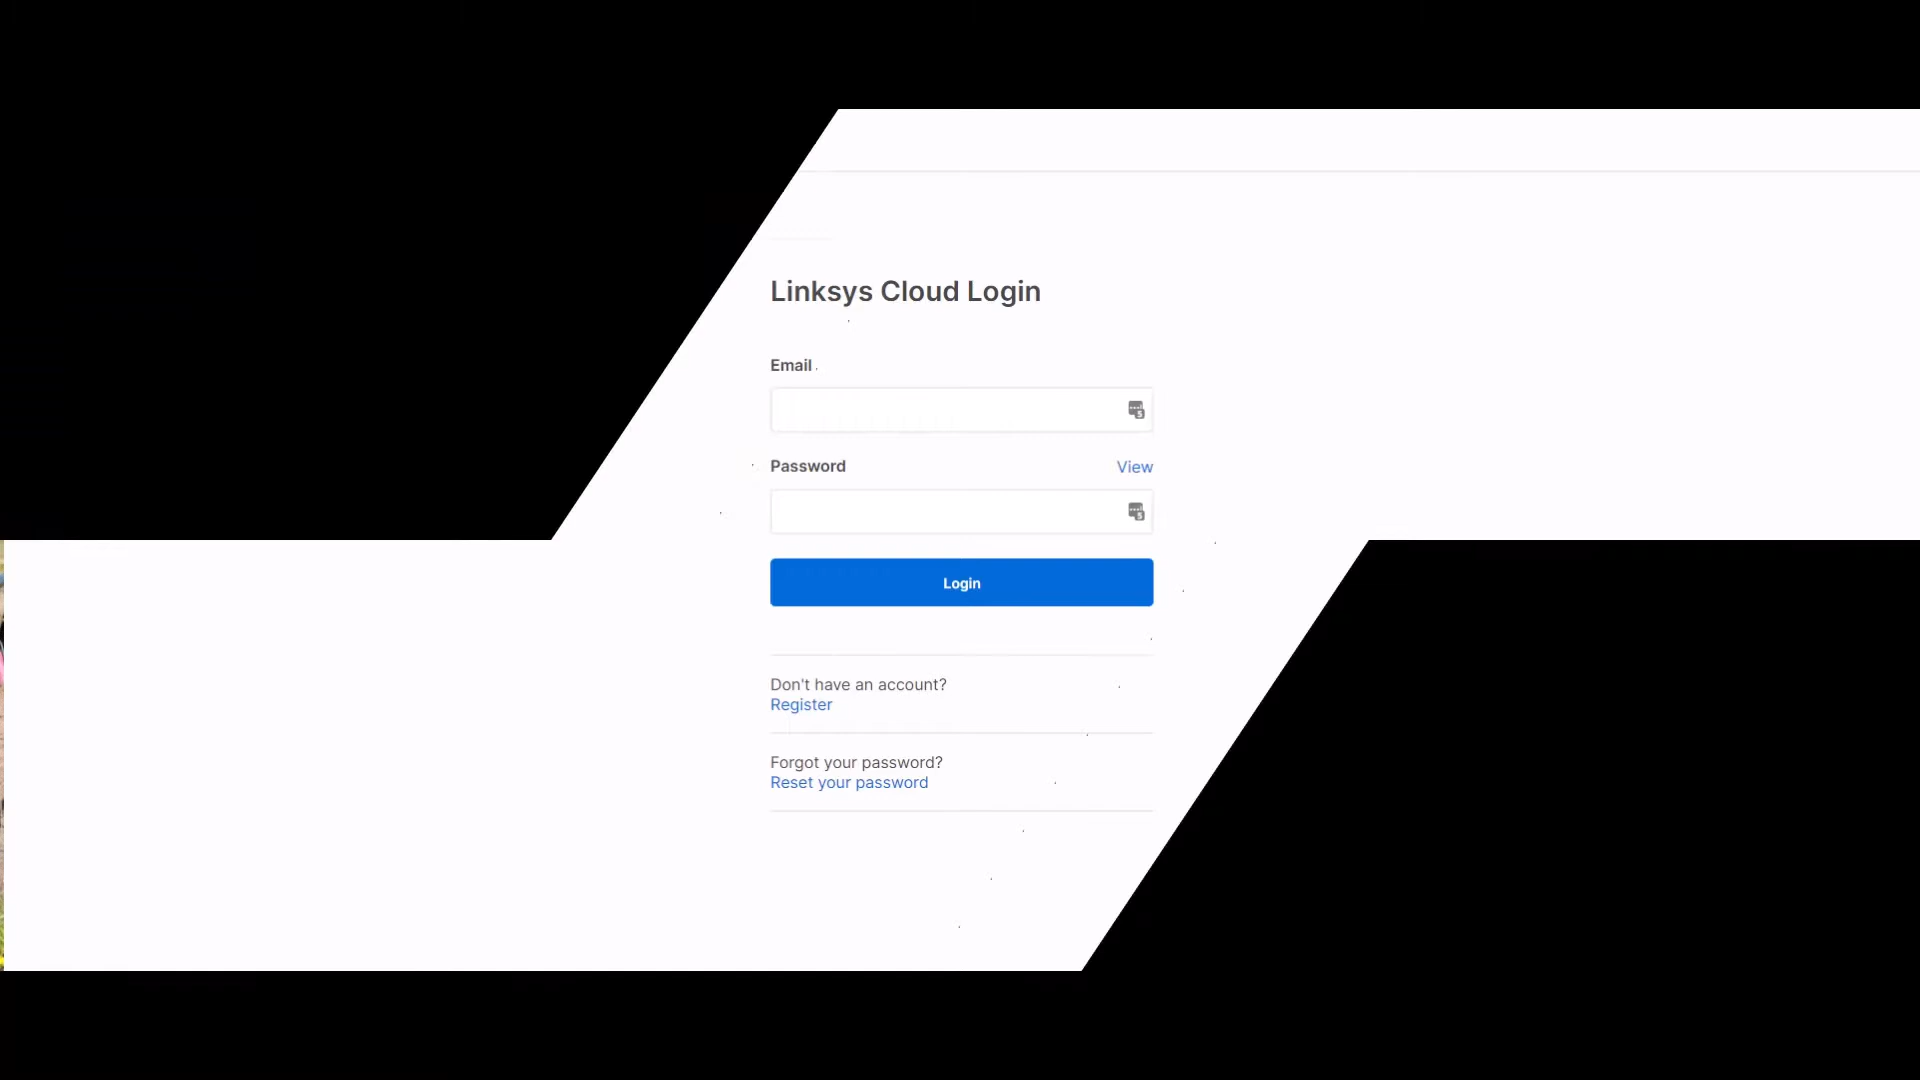 Linksys Cloud Login
Email
Password
View
Login
Don't have an account?
Register
Forgot your password?
Reset your password